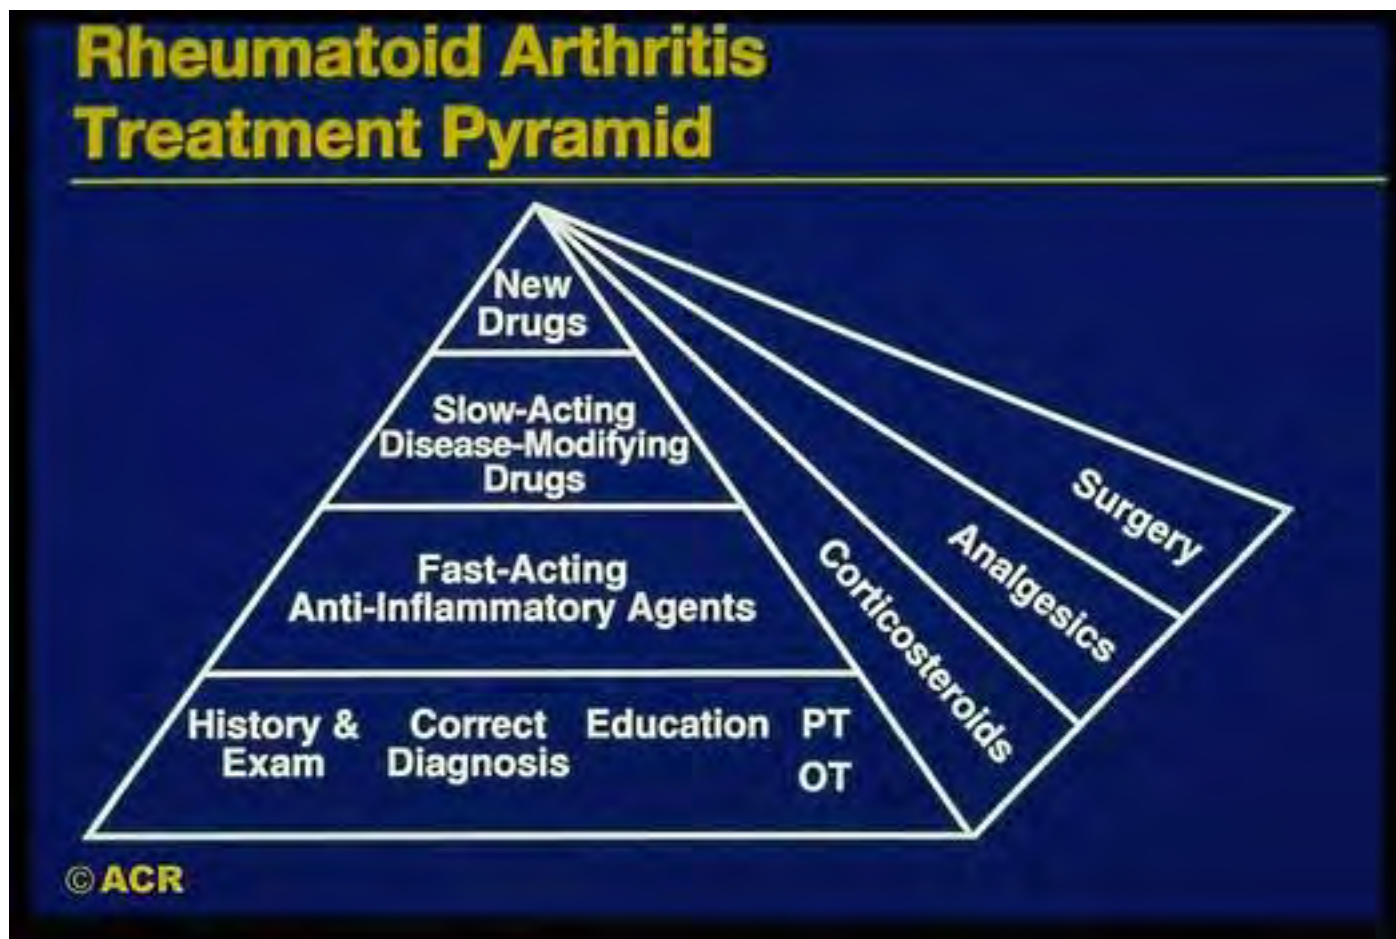 Rheumatoid Arthritis
Treatment Pyramid
New
Drugs
Slow-Acting
Disease-Modifying
Drugs
Fast-Acting
Anti-Inflammatory Agents
History &
Exam
Correct
Diagnosis
Education
PT
OT
Corticosteroids
Analgesics
Surgery
© ACR